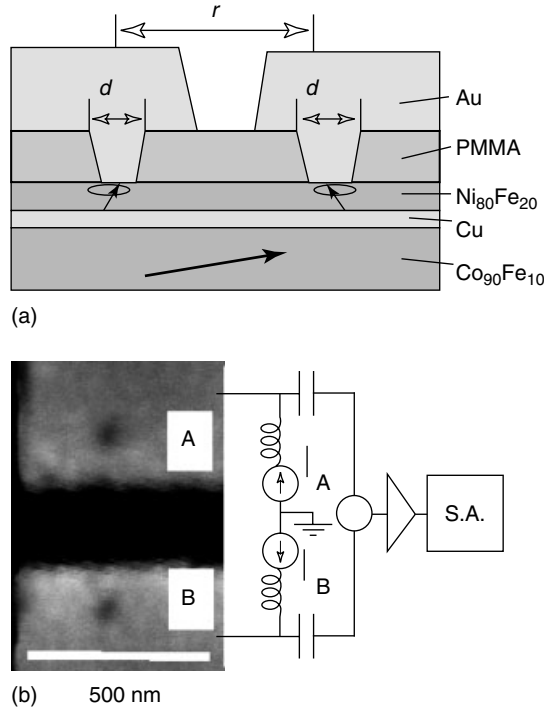 r
d
d
Au
PMMA
Ni80Fe20
Cu
Co90Fe10
(a)
A
B
A
B
S.A.
(b)
500 nm